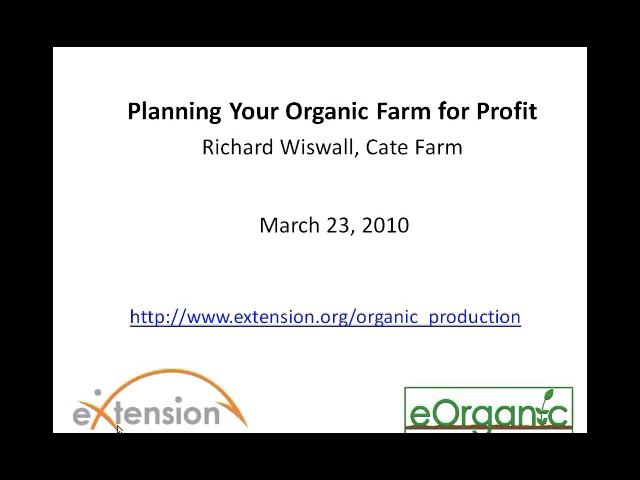 Planning Your Organic Farm for Profit
Richard Wiswall, Cate Farm
March 23, 2010
http://www.extension.org/organic_production
eXtension
eOrganic